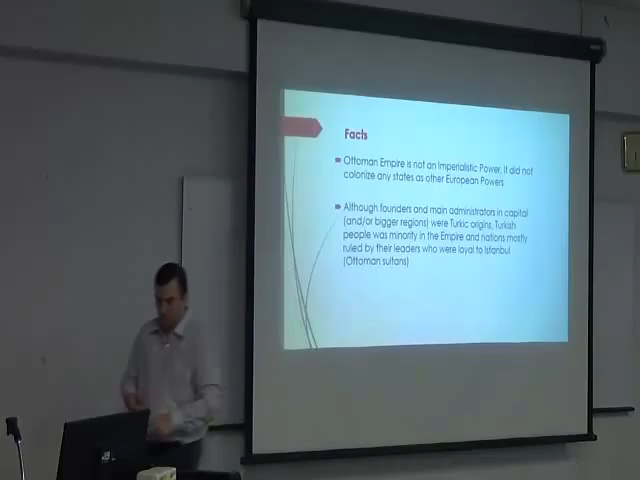 Facts
Ottoman Empire is not an Imperialistic Power, it did not
colonize any states as other European Powers
Although founders and main administrators in capital
(and/or bigger regions) were Turkic origins, Turkish
people was minority in the Empire and nations mostly
ruled by their leaders who were loyal to Istanbul
(Ottoman sultans)